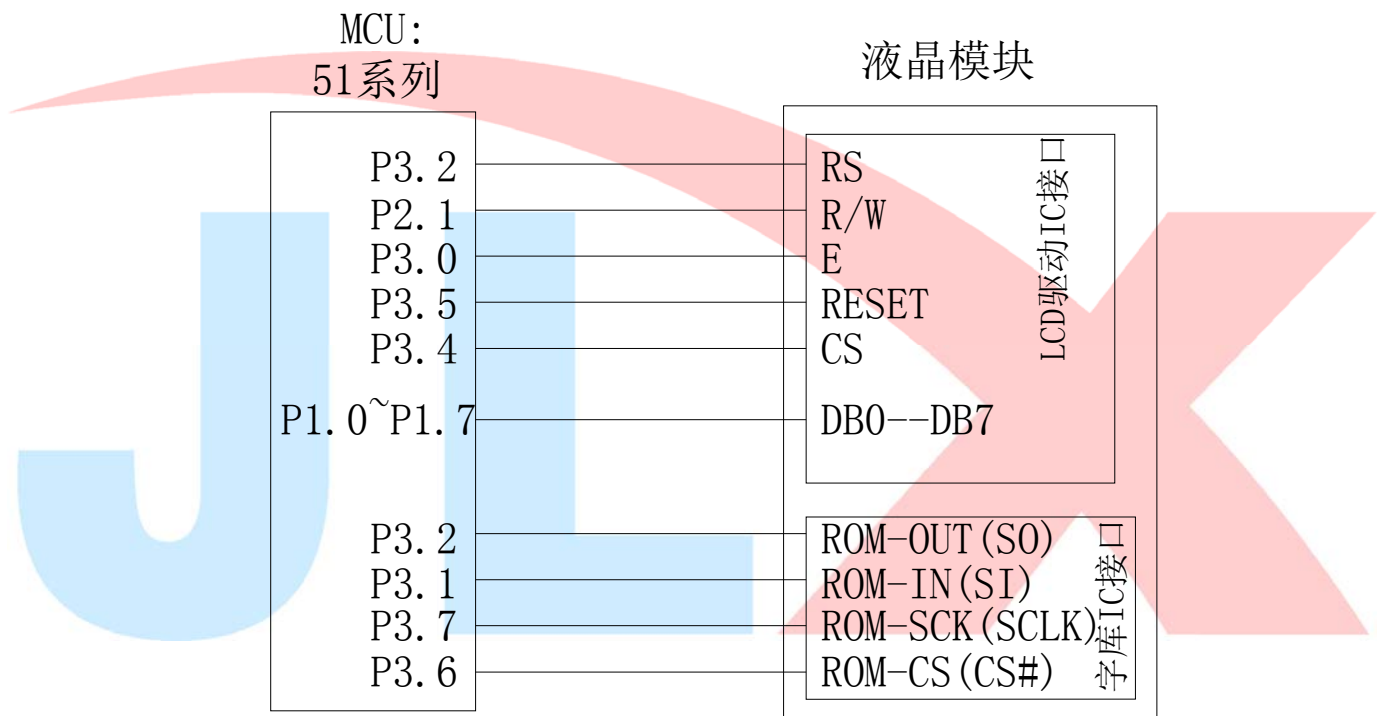 MCU:
51系列
液晶模块
P3.2
RS
P2.1
R/W
P3.0
E
P3.5
RESET
P3.4
CS
P1.0~P1.7
DB0--DB7
LCD驱动IC接口
P3.2
ROM-OUT(SO)
P3.1
ROM-IN(SI)
P3.7
ROM-SCK(SCLK)
P3.6
ROM-CS(CS#)
字库IC接口
JLX